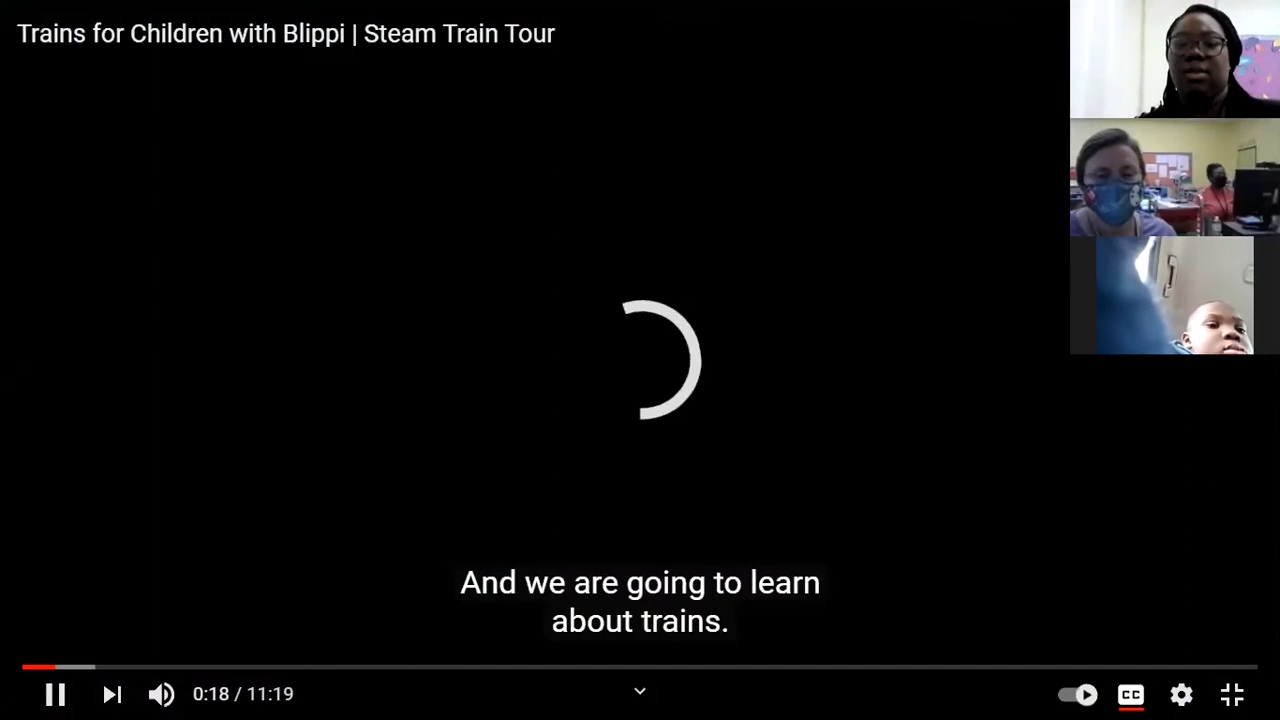 Trains for Children with Blippi | Steam Train Tour
And we are going to learn
about trains.
0:18 / 11:19
CC